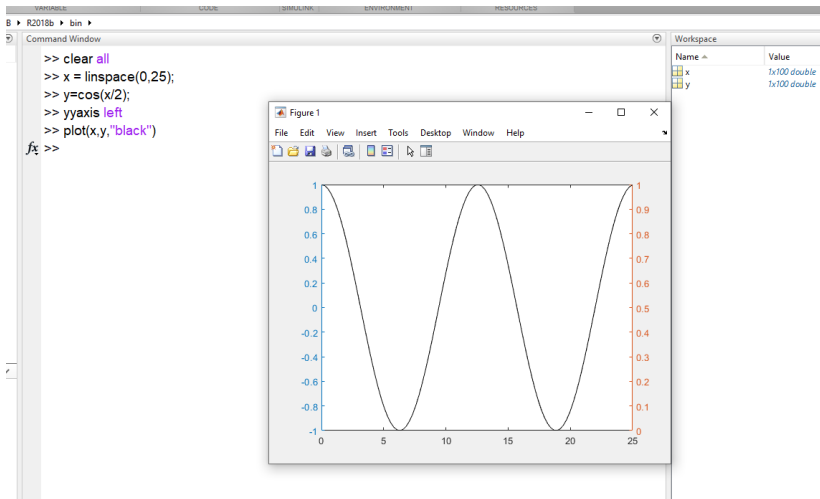 VARIABLE CODE SIMULINK ENVIRONMENT RESOURCES
B ▸ R2018b ▸ bin ▸
Command Window
Workspace
>> clear all
>> x = linspace(0,25);
>> y=cos(x/2);
>> yyaxis left
>> plot(x,y,"black")
fx >>
Name Value
x 1x100 double
y 1x100 double
Figure 1
File Edit View Insert Tools Desktop Window Help
1 1
0.8 0.9
0.6 0.8
0.4 0.7
0.2 0.6
0 0.5
-0.2 0.4
-0.4 0.3
-0.6 0.2
-0.8 0.1
-1 0
0 5 10 15 20 25